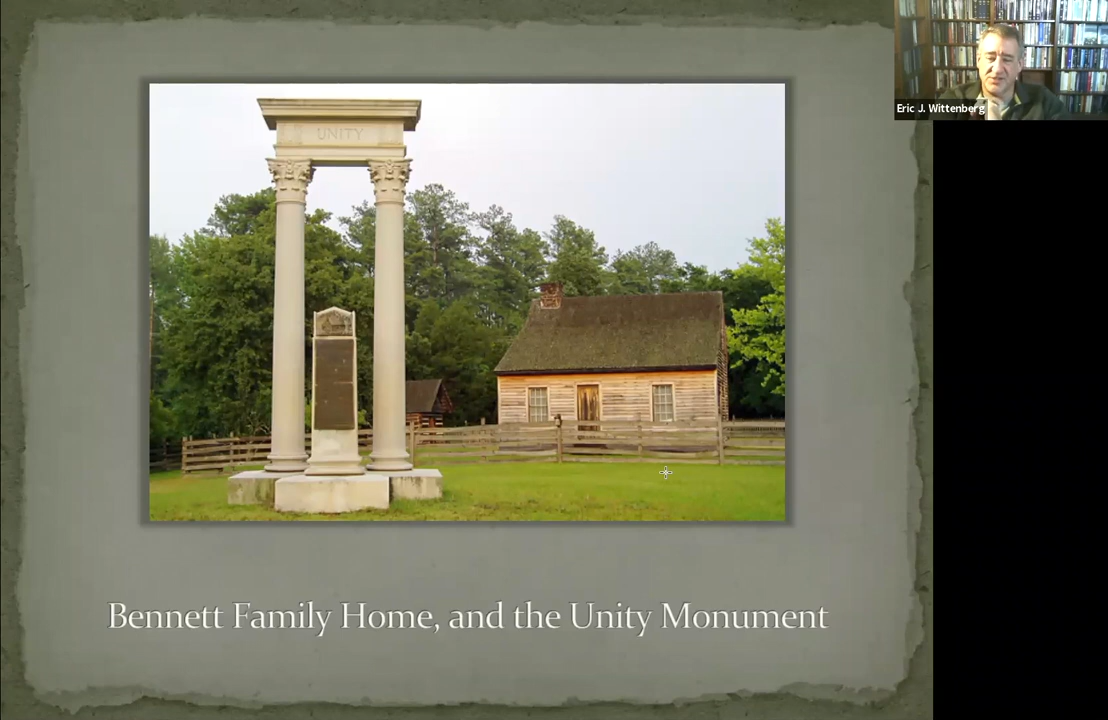 Eric J. Wittenberg
UNITY
Bennett Family Home, and the Unity Monument